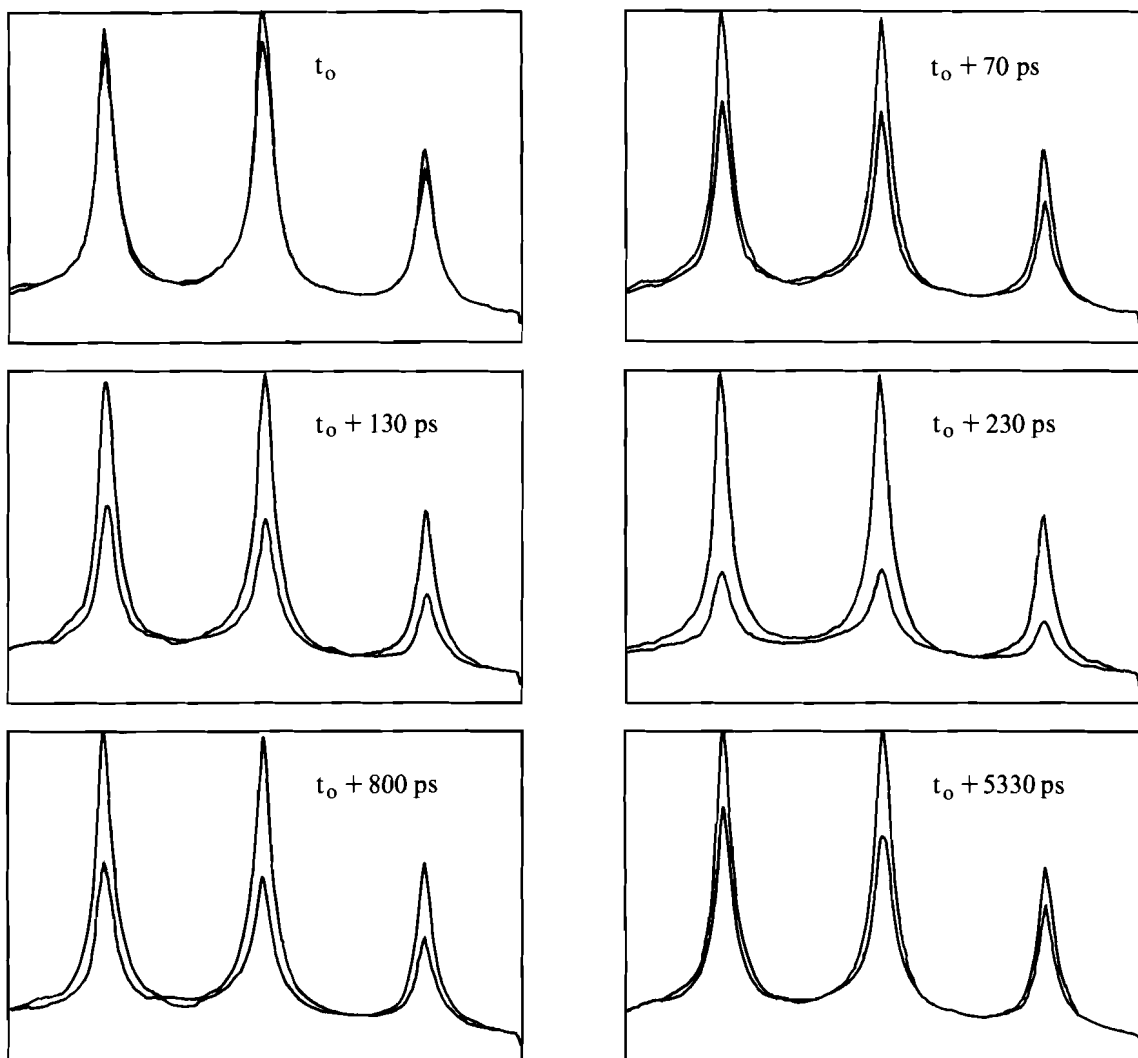 t₀
t₀ + 70 ps
t₀ + 130 ps
t₀ + 230 ps
t₀ + 800 ps
t₀ + 5330 ps